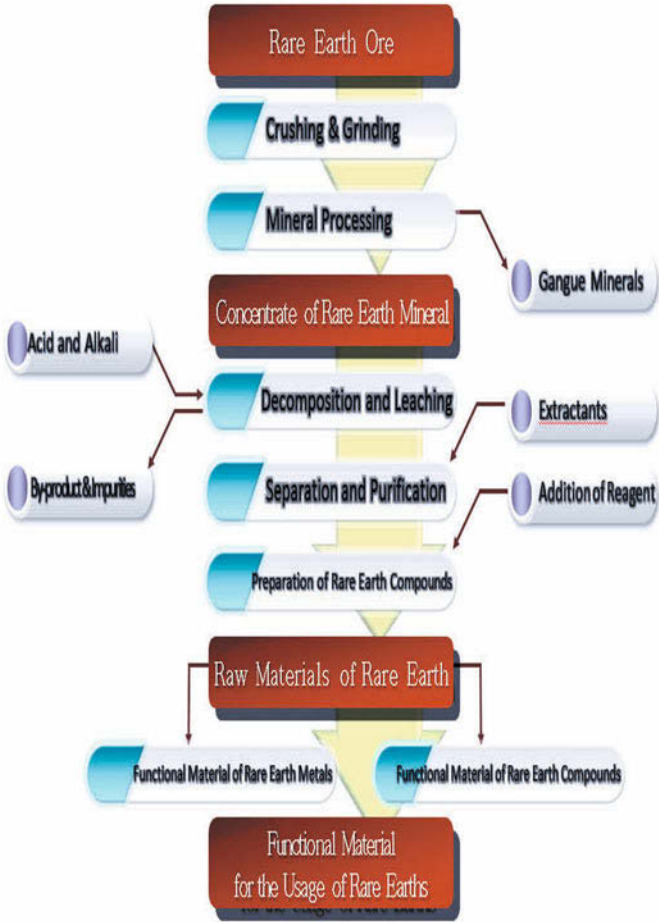 Rare Earth Ore
Crushing & Grinding
Mineral Processing
Gangue Minerals
Concentrate of Rare Earth Mineral
Acid and Alkali
Decomposition and Leaching
Extractants
By-product & Impurities
Separation and Purification
Addition of Reagent
Preparation of Rare Earth Compounds
Raw Materials of Rare Earth
Functional Material of Rare Earth Metals
Functional Material of Rare Earth Compounds
Functional Material
for the Usage of Rare Earths